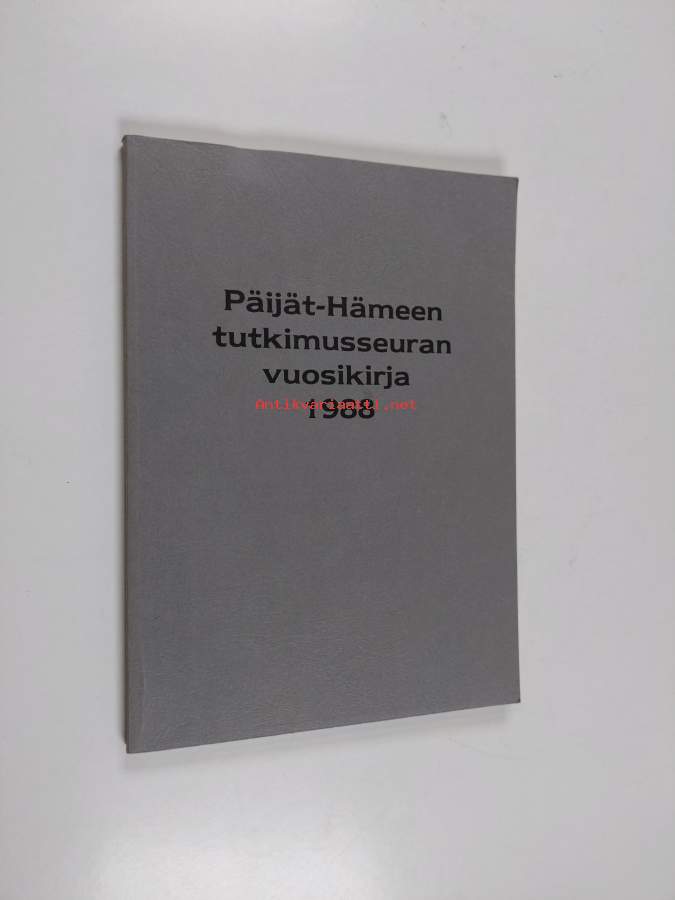 Päijät-Hämeen
tutkimusseuran
vuosikirja
Antikvariaatti.net
1988